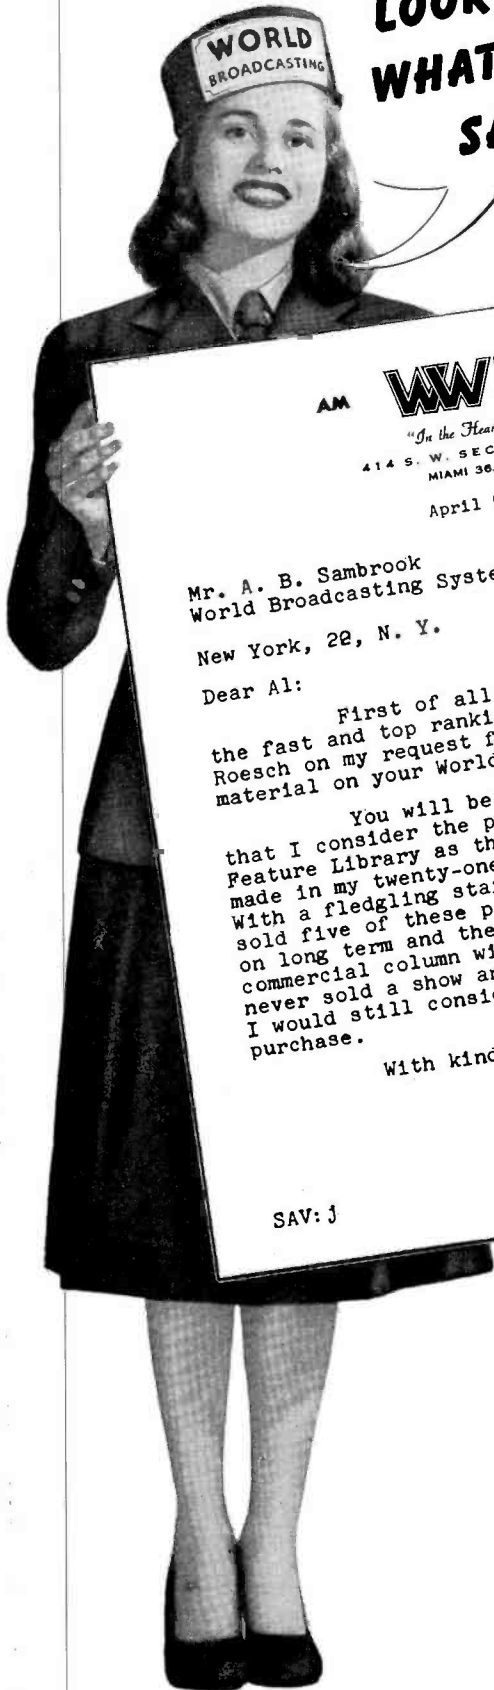 LOOK
WHAT
WORLD
BROADCASTING
AM
WW
"In the
414 S. W. SEC
MIAMI 36
April
Mr. A. B. Sambrook
World Broadcasting Syste
New York, 22, N. Y.
Dear Al:
First of all
the fast and top ranki
Roesch on my request f
material on your World
You will be
that I consider the p
Feature Library as th
made in my twenty-one
With a fledgling sta
sold five of these p
on long term and the
commercial column wi
never sold a show an
I would still consi
purchase.
With kind
SAV:j